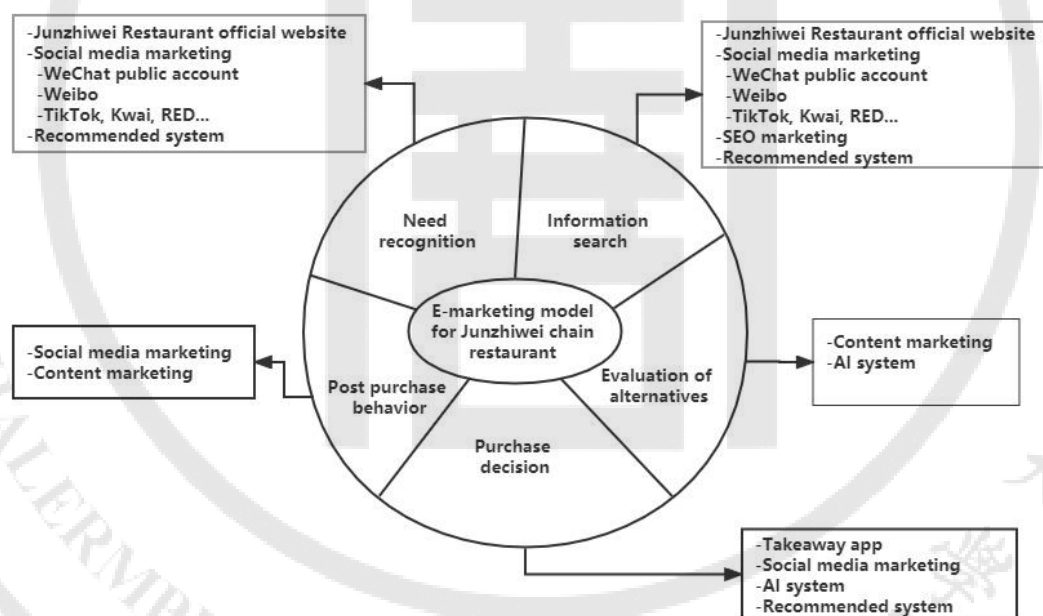 -Junzhiwei Restaurant official website
-Social media marketing
-WeChat public account
-Weibo
-TikTok, Kwai, RED...
-Recommended system
-Junzhiwei Restaurant official website
-Social media marketing
-WeChat public account
-Weibo
-TikTok, Kwai, RED...
-SEO marketing
-Recommended system
Need
recognition
Information
search
E-marketing model
for Junzhiwei chain
restaurant
-Social media marketing
-Content marketing
Post purchase
behavior
Evaluation of
alternatives
-Content marketing
-AI system
Purchase
decision
-Takeaway app
-Social media marketing
-AI system
-Recommended system